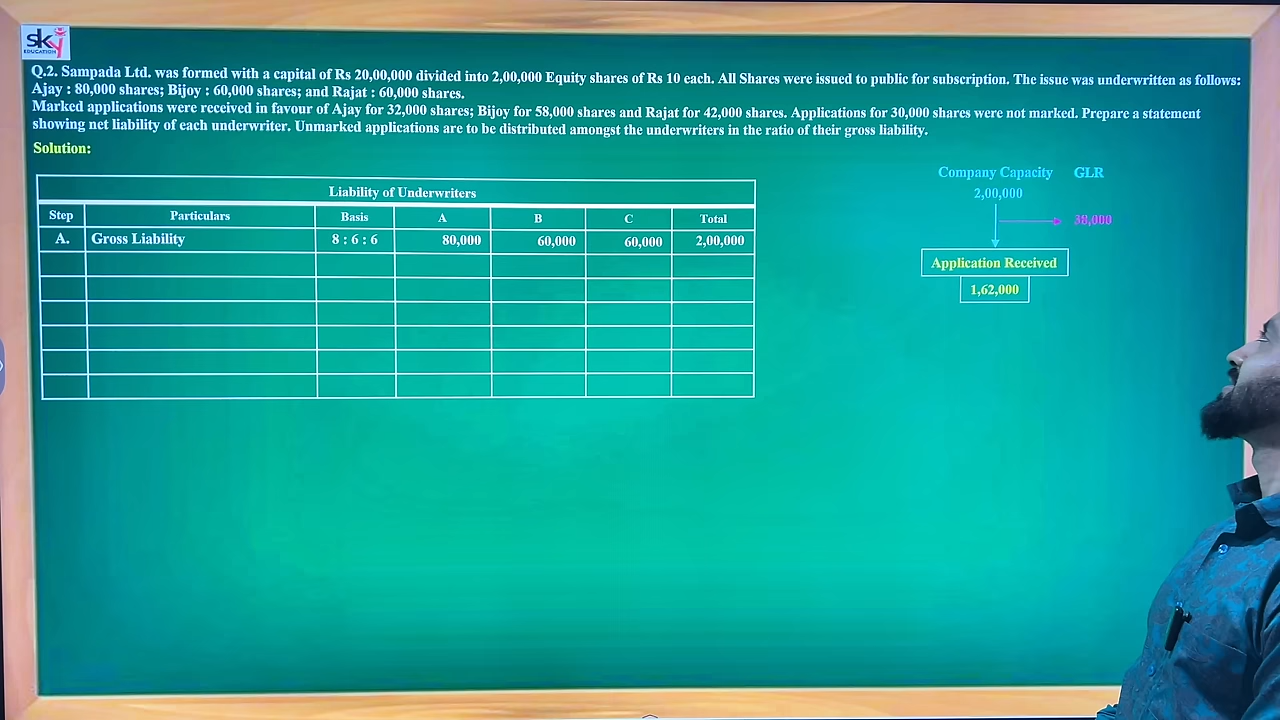 sky
EDUCATION
Q.2. Sampada Ltd. was formed with a capital of Rs 20,00,000 divided into 2,00,000 Equity shares of Rs 10 each. All Shares were issued to public for subscription. The issue was underwritten as follows:
Ajay : 80,000 shares; Bijoy : 60,000 shares; and Rajat : 60,000 shares.
Marked applications were received in favour of Ajay for 32,000 shares; Bijoy for 58,000 shares and Rajat for 42,000 shares. Applications for 30,000 shares were not marked. Prepare a statement
showing net liability of each underwriter. Unmarked applications are to be distributed amongst the underwriters in the ratio of their gross liability.
Solution:
Liability of Underwriters
Step Particulars Basis A B C Total
A. Gross Liability 8 : 6 : 6 80,000 60,000 60,000 2,00,000
Company Capacity GLR
2,00,000
38,000
Application Received
1,62,000